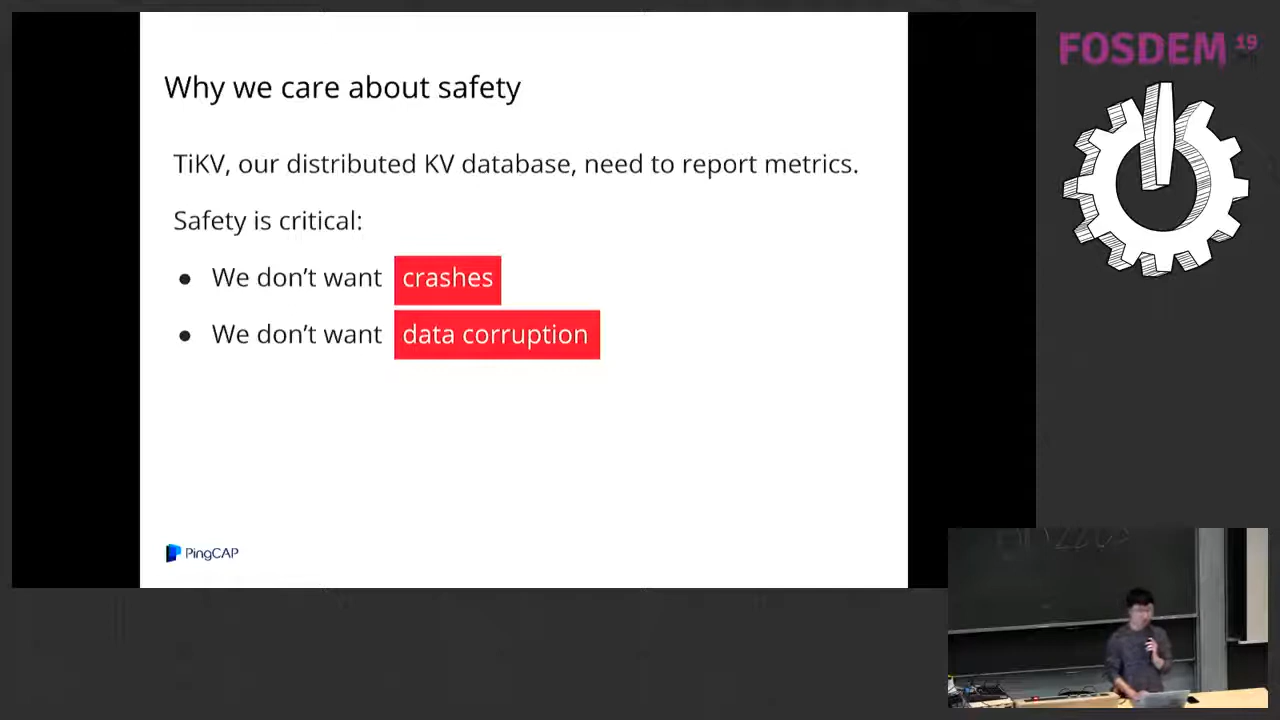 FOSDEM 19
Why we care about safety
TiKV, our distributed KV database, need to report metrics.
Safety is critical:
● We don't want crashes
● We don't want data corruption
PingCAP